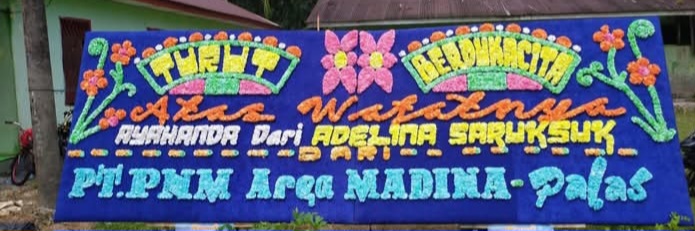 TURUT BERDUKACITA
Atas Wafatnya
AYAHANDA Dari ADELINA SARUKSUK
DARI
PT.PNM Area MADINA-Palas